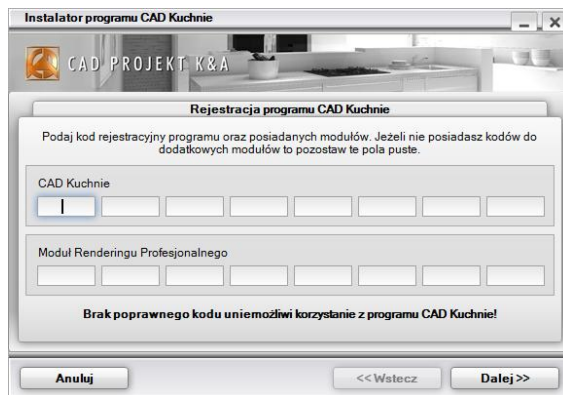 Instalator programu CAD Kuchnie
CAD PROJEKT K&A
Rejestracja programu CAD Kuchnie
Podaj kod rejestracyjny programu oraz posiadanych modułów. Jeżeli nie posiadasz kodów do
dodatkowych modułów to pozostaw te pola puste.
CAD Kuchnie
Moduł Renderingu Profesjonalnego
Brak poprawnego kodu uniemożliwi korzystanie z programu CAD Kuchnie!
Anuluj
<< Wstecz
Dalej >>